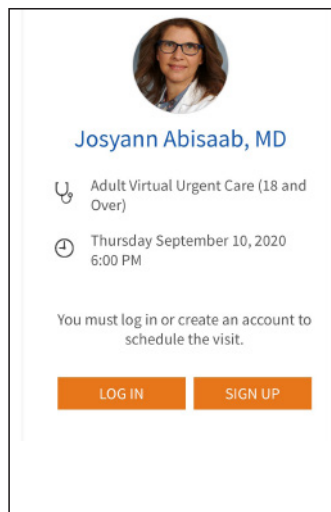 Josyann Abisaab, MD
Adult Virtual Urgent Care (18 and
Over)
Thursday September 10, 2020
6:00 PM
You must log in or create an account to
schedule the visit.
LOG IN
SIGN UP